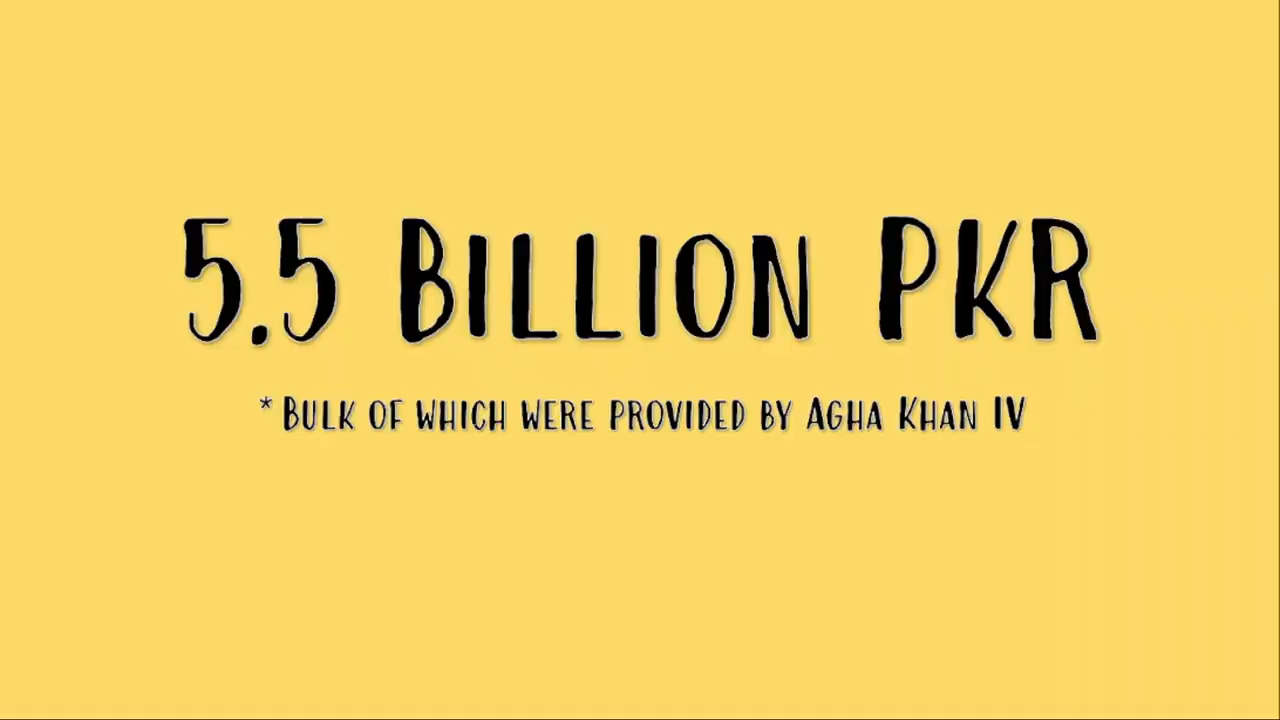 5.5 Billion PKR
* Bulk of which were provided by Agha Khan IV